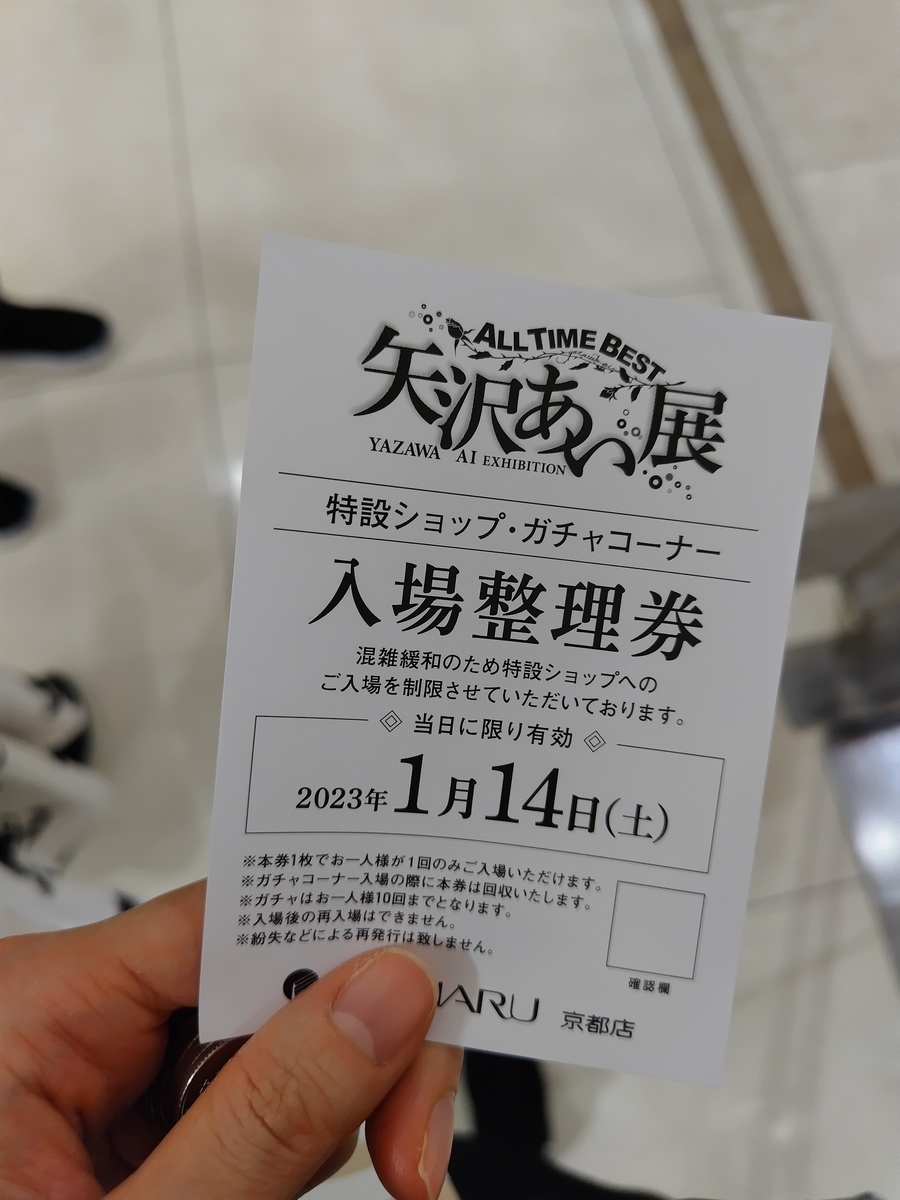 ALL TIME BEST
矢沢あい展
YAZAWA AI EXHIBITION
特設ショップ・ガチャコーナー
入場整理券
混雑緩和のため特設ショップへの
ご入場を制限させていただいております。
当日に限り有効
2023年1月14日(土)
※本券1枚でお一人様が1回のみご入場いただけます。
※ガチャコーナー入場の際に本券は回収いたします。
※ガチャはお一人様10回までとなります。
※入場後の再入場はできません。
※紛失などによる再発行は致しません。
確認欄
京都店